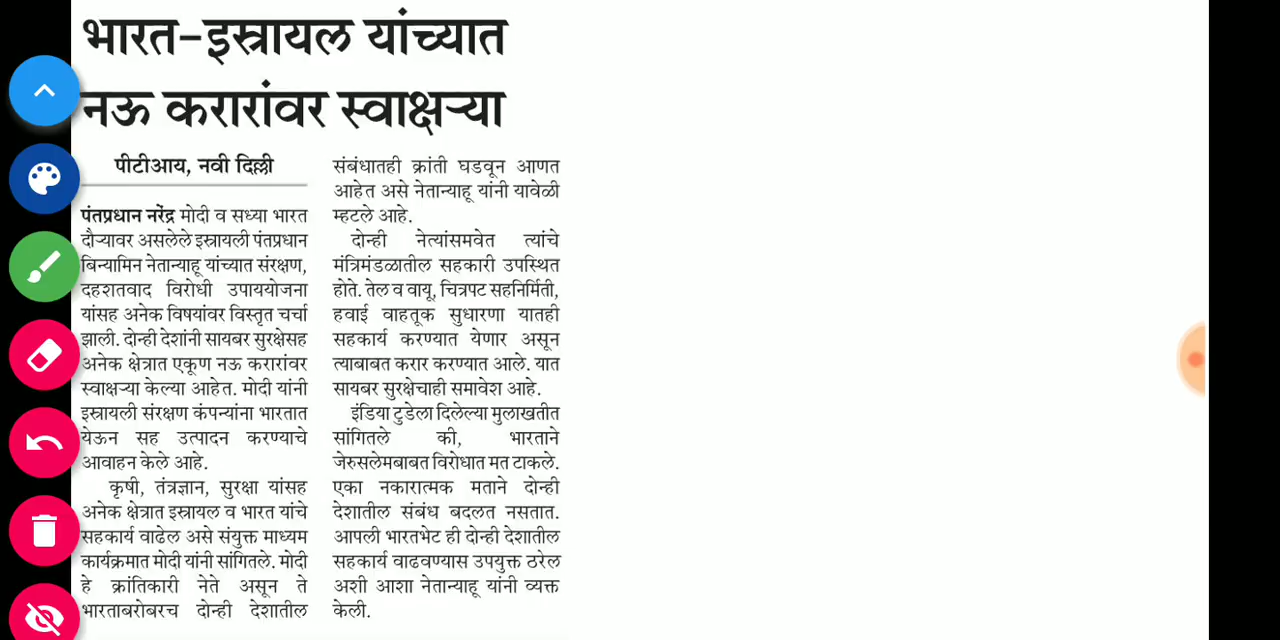 भारत-इस्रायल यांच्यात
नऊ करारांवर स्वाक्षऱ्या
पीटीआय, नवी दिल्ली
पंतप्रधान नरेंद्र मोदी व सध्या भारत
दौऱ्यावर असलेले इस्रायली पंतप्रधान
बिन्यामिन नेतान्याहू यांच्यात संरक्षण,
दहशतवाद विरोधी उपाययोजना
यांसह अनेक विषयांवर विस्तृत चर्चा
झाली. दोन्ही देशांनी सायबर सुरक्षेसह
अनेक क्षेत्रात एकूण नऊ करारांवर
स्वाक्षऱ्या केल्या आहेत. मोदी यांनी
इस्रायली संरक्षण कंपन्यांना भारतात
येऊन सह उत्पादन करण्याचे
आवाहन केले आहे.
कृषी, तंत्रज्ञान, सुरक्षा यांसह
अनेक क्षेत्रात इस्रायल व भारत यांचे
सहकार्य वाढेल असे संयुक्त माध्यम
कार्यक्रमात मोदी यांनी सांगितले. मोदी
हे क्रांतिकारी नेते असून ते
भारताबरोबरच दोन्ही देशातील
संबंधातही क्रांती घडवून आणत
आहेत असे नेतान्याहू यांनी यावेळी
म्हटले आहे.
दोन्ही नेत्यांसमवेत त्यांचे
मंत्रिमंडळातील सहकारी उपस्थित
होते. तेल व वायू, चित्रपट सहनिर्मिती,
हवाई वाहतूक सुधारणा यातही
सहकार्य करण्यात येणार असून
त्याबाबत करार करण्यात आले. यात
सायबर सुरक्षेचाही समावेश आहे.
इंडिया टुडेला दिलेल्या मुलाखतीत
सांगितले की, भारताने
जेरुसलेमबाबत विरोधात मत टाकले.
एका नकारात्मक मताने दोन्ही
देशातील संबंध बदलत नसतात.
आपली भारतभेट ही दोन्ही देशातील
सहकार्य वाढवण्यास उपयुक्त ठरेल
अशी आशा नेतान्याहू यांनी व्यक्त
केली.